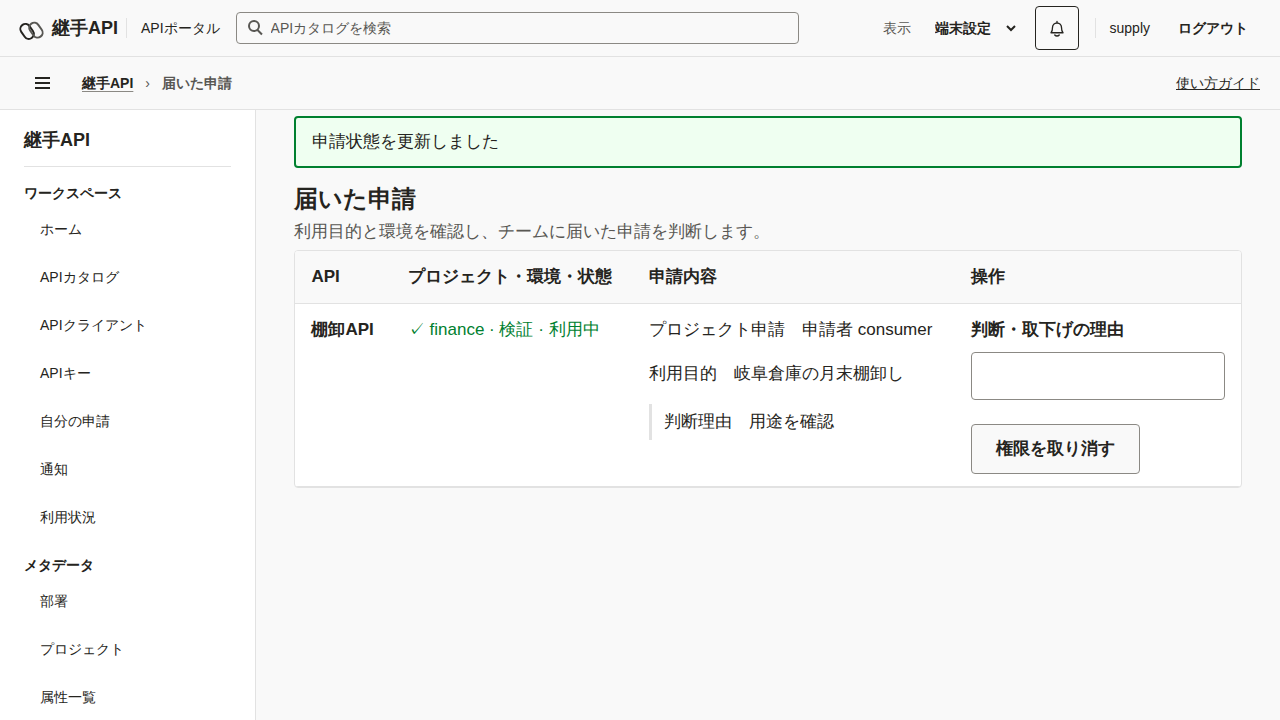 継手API
APIポータル
APIカタログを検索
表示
端末設定
supply
ログアウト
継手API › 届いた申請
使い方ガイド
継手API
ワークスペース
ホーム
APIカタログ
APIクライアント
APIキー
自分の申請
通知
利用状況
メタデータ
部署
プロジェクト
属性一覧
申請状態を更新しました
届いた申請
利用目的と環境を確認し、チームに届いた申請を判断します。
API プロジェクト・環境・状態 申請内容 操作
棚卸API
✓ finance · 検証 · 利用中
プロジェクト申請　申請者 consumer
利用目的　岐阜倉庫の月末棚卸し
判断理由　用途を確認
判断・取下げの理由
権限を取り消す